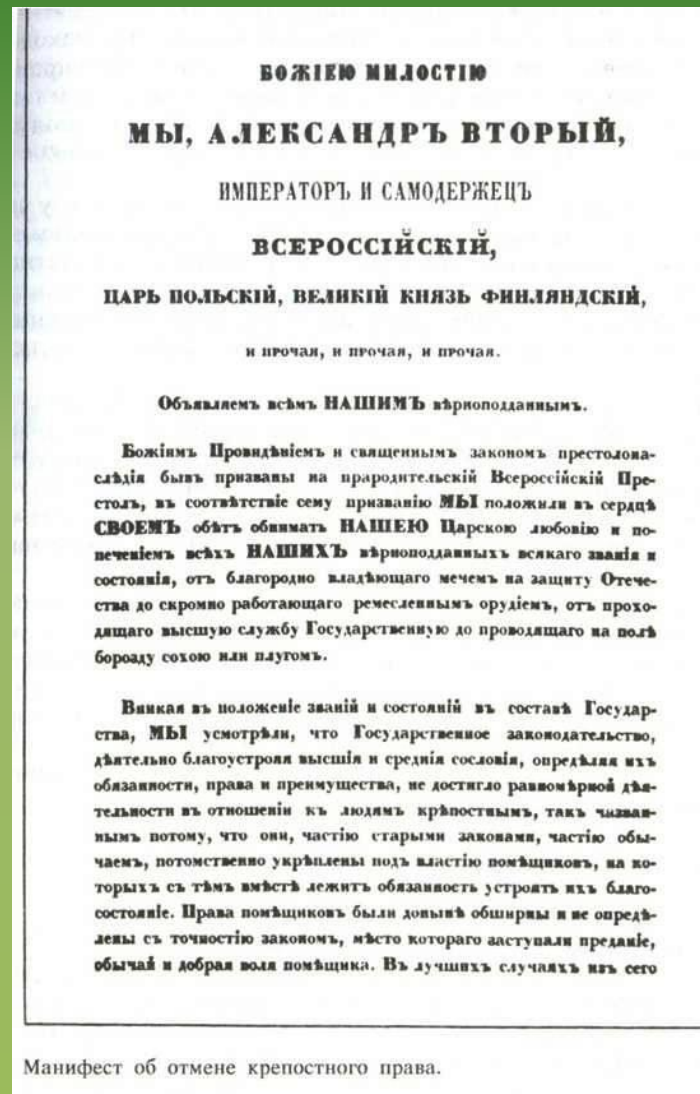 БОЖІЕЮ МИЛОСТІЮ
МЫ, АЛЕКСАНДРЪ ВТОРЫЙ,
ИМПЕРАТОРЪ И САМОДЕРЖЕЦЪ
ВСЕРОССІЙСКІЙ,
ЦАРЬ ПОЛЬСКІЙ, ВЕЛИКІЙ КНЯЗЬ ФИНЛЯНДСКІЙ,
И ПРОЧАЯ, И ПРОЧАЯ, И ПРОЧАЯ.
Объявляемъ всѣмъ НАШИМЪ вѣрноподданнымъ.
Божіимъ Провидѣніемъ и священнымъ закономъ престолона-
слѣдія бывъ призваны на прародительскій Всероссійскій Пре-
столъ, въ соотвѣтствіе сему призванію МЫ положили въ сердцѣ
СВОЕМЪ обѣтъ обнимать НАШЕЮ Царскою любовію и по-
печеніемъ всѣхъ НАШИХЪ вѣрноподданныхъ всякаго званія и
состоянія, отъ благородно владѣющаго мечемъ на защиту Отече-
ства до скромно работающаго ремесленнымъ орудіемъ, отъ прохо-
дящаго высшую службу Государственную до проводящаго на полѣ
борозду сохою или плугомъ.
Вникая въ положеніе званій и состояній въ составѣ Государ-
ства, МЫ усмотрѣли, что Государственное законодательство,
дѣятельно благоустрояя высшія и среднія сословія, опредѣляя ихъ
обязанности, права и преимущества, не достигло равномѣрной дѣя-
тельности въ отношеніи къ людямъ крѣпостнымъ, такъ назван-
нымъ потому, что они, частію старыми законами, частію обы-
чаемъ, потомственно укрѣплены подъ властію помѣщиковъ, на ко-
торыхъ съ тѣмъ вмѣстѣ лежитъ обязанность устроять ихъ благо-
состояніе. Права помѣщиковъ были донынѣ обширны и не опредѣ-
лены съ точностію закономъ, мѣсто котораго заступали преданіе,
обычай и добрая воля помѣщика. Въ лучшихъ случаяхъ изъ сего
Манифест об отмене крепостного права.